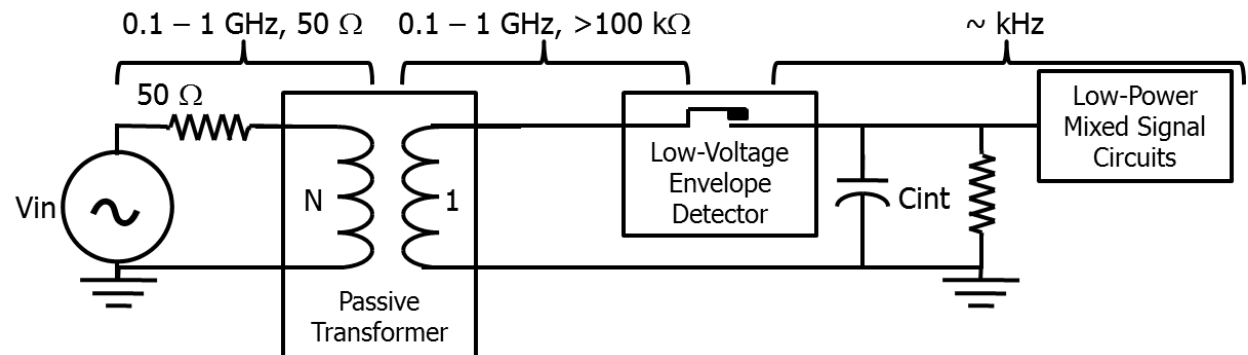 0.1 – 1 GHz, 50 Ω
0.1 – 1 GHz, >100 kΩ
~ kHz
50 Ω
Low-Power
Mixed Signal
Circuits
Low-Voltage
Envelope
Detector
Vin
N
1
Cint
Passive
Transformer